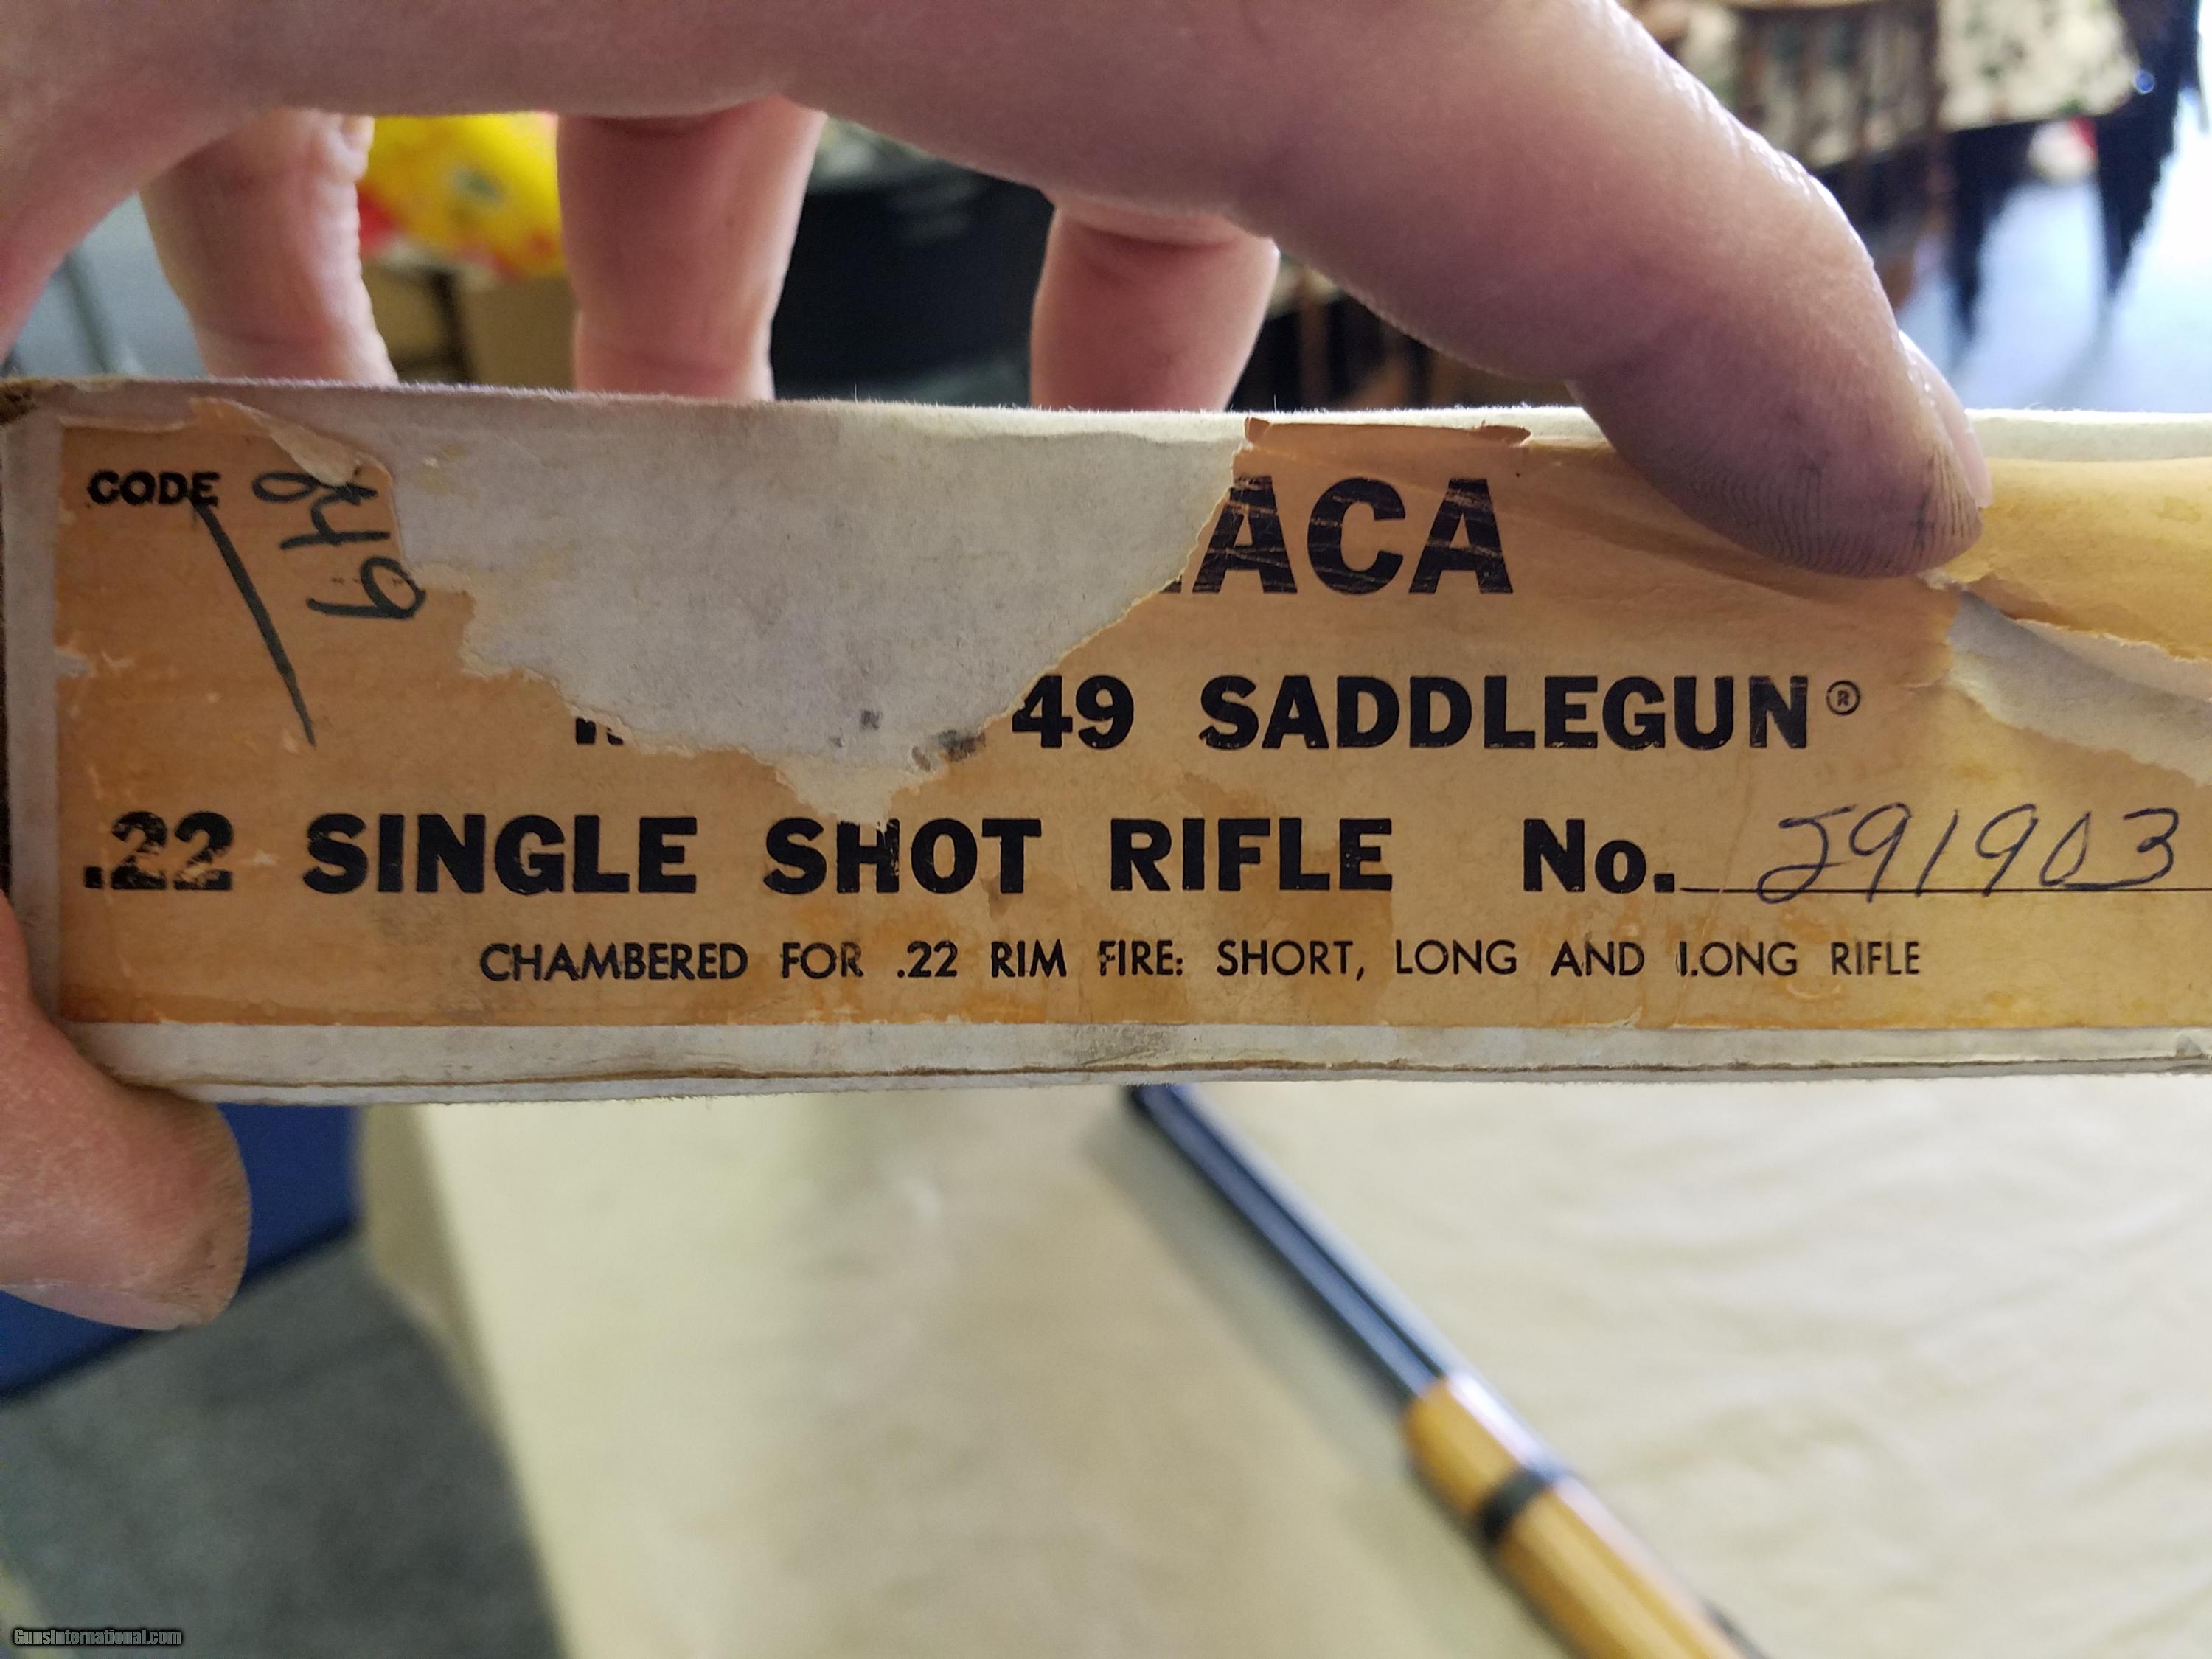 CODE
849
ACA
49 SADDLEGUN®
.22 SINGLE SHOT RIFLE No. 591903
CHAMBERED FOR .22 RIM FIRE: SHORT, LONG AND LONG RIFLE
GunsInternational.com